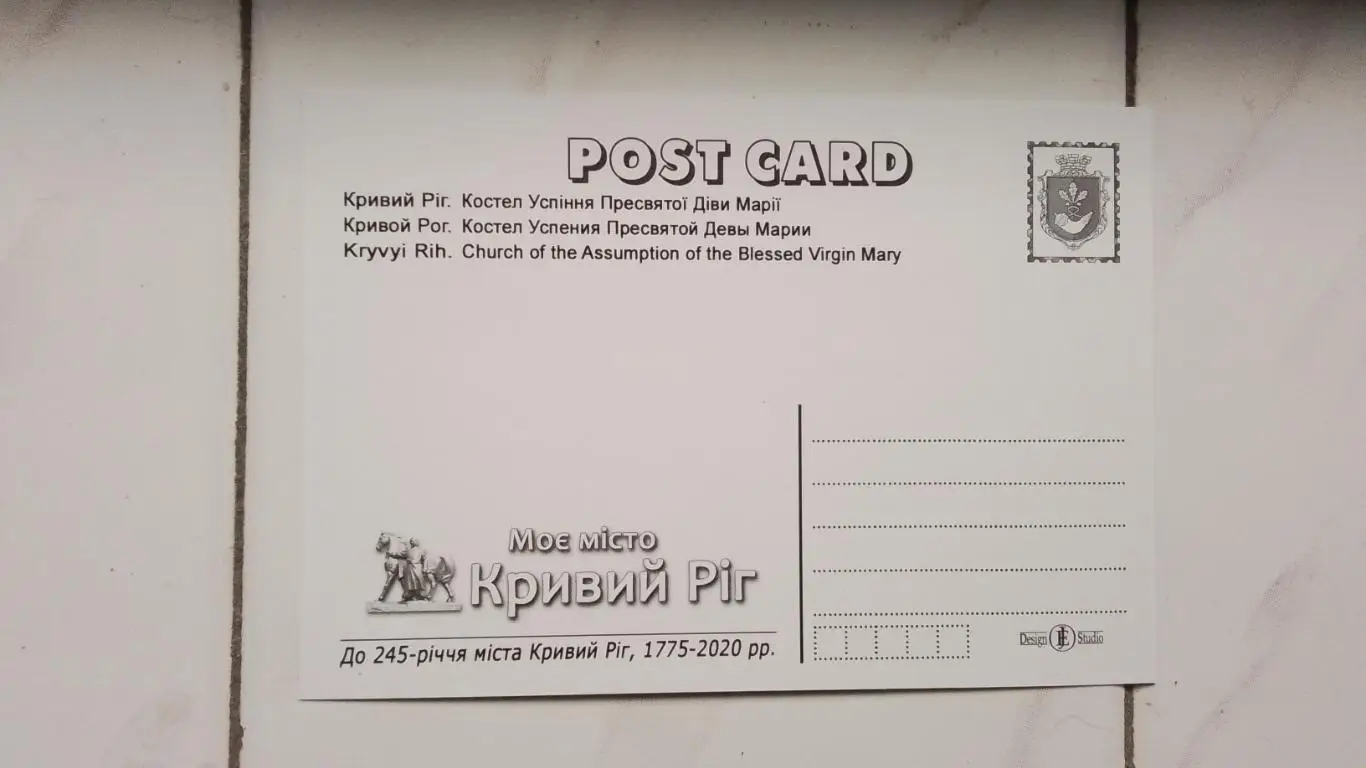 POST CARD
Кривий Ріг. Костел Успіння Пресвятої Діви Марії
Кривой Рог. Костел Успения Пресвятой Девы Марии
Kryvyi Rih. Church of the Assumption of the Blessed Virgin Mary
Моє місто
Кривий Ріг
До 245-річчя міста Кривий Ріг, 1775-2020 рр.
Design Studio